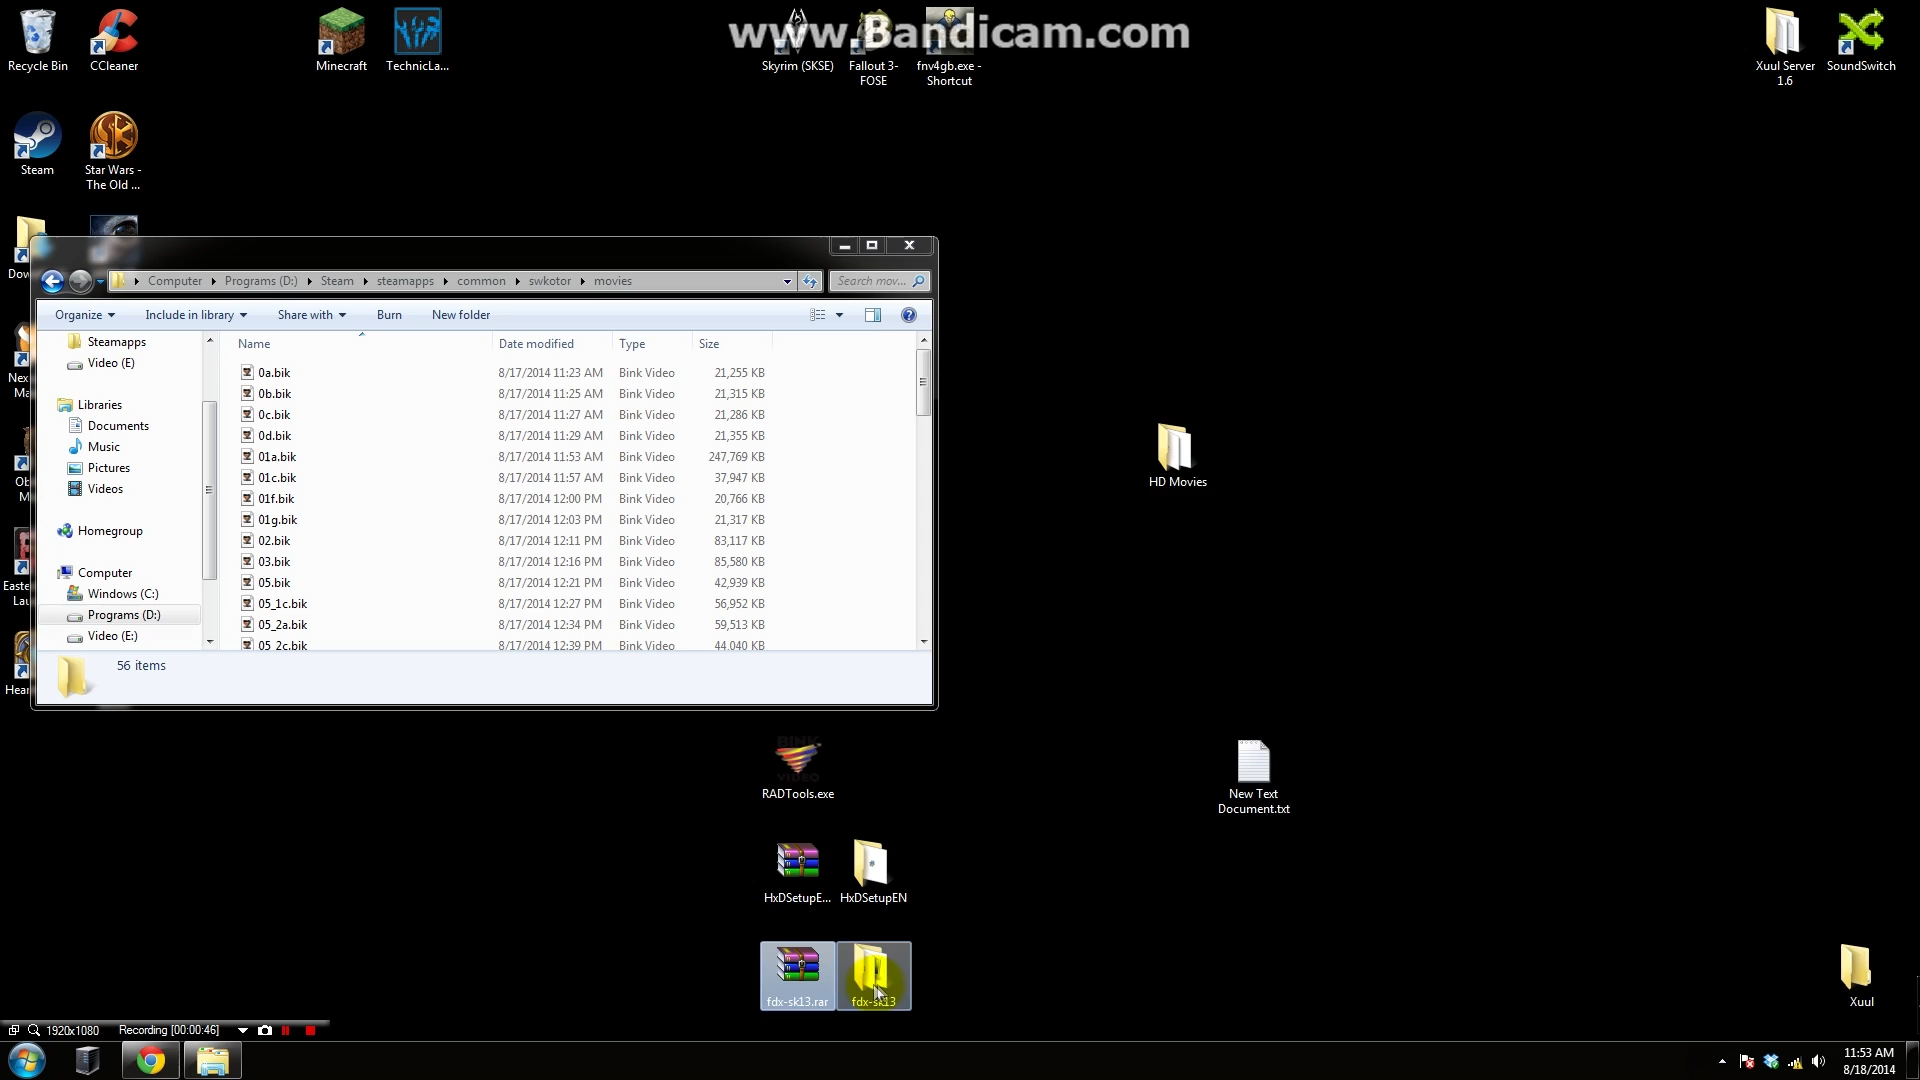 www.Bandicam.com
Recycle Bin
CCleaner
Minecraft
TechnicLa...
Skyrim (SKSE)
Fallout 3-
FOSE
fnv4gb.exe -
Shortcut
Xuul Server
1.6
SoundSwitch
Steam
Star Wars -
The Old ...
Computer
Programs (D:)
Steam
steamapps
common
swkotor
movies
Search mov...
Organize
Include in library
Share with
Burn
New folder
Steamapps
Video (E)
Libraries
Documents
Music
Pictures
Videos
Homegroup
Computer
Windows (C:)
Programs (D:)
Video (E:)
Name Date modified Type Size
0a.bik 8/17/2014 11:23 AM Bink Video 21,255 KB
0b.bik 8/17/2014 11:25 AM Bink Video 21,315 KB
0c.bik 8/17/2014 11:27 AM Bink Video 21,286 KB
0d.bik 8/17/2014 11:29 AM Bink Video 21,355 KB
01a.bik 8/17/2014 11:53 AM Bink Video 247,769 KB
01c.bik 8/17/2014 11:57 AM Bink Video 37,947 KB
01f.bik 8/17/2014 12:00 PM Bink Video 20,766 KB
01g.bik 8/17/2014 12:03 PM Bink Video 21,317 KB
02.bik 8/17/2014 12:11 PM Bink Video 83,117 KB
03.bik 8/17/2014 12:16 PM Bink Video 85,580 KB
05.bik 8/17/2014 12:21 PM Bink Video 42,939 KB
05_1c.bik 8/17/2014 12:27 PM Bink Video 56,952 KB
05_2a.bik 8/17/2014 12:34 PM Bink Video 59,513 KB
05_2c.bik 8/17/2014 12:39 PM Bink Video 44,040 KB
56 items
HD Movies
BINK
VIDEO
RADTools.exe
New Text
Document.txt
HxDSetupE...
HxDSetupEN
fdx-sk13.rar
fdx-sk13
Xuul
1920x1080
Recording [00:00:46]
11:53 AM
8/18/2014